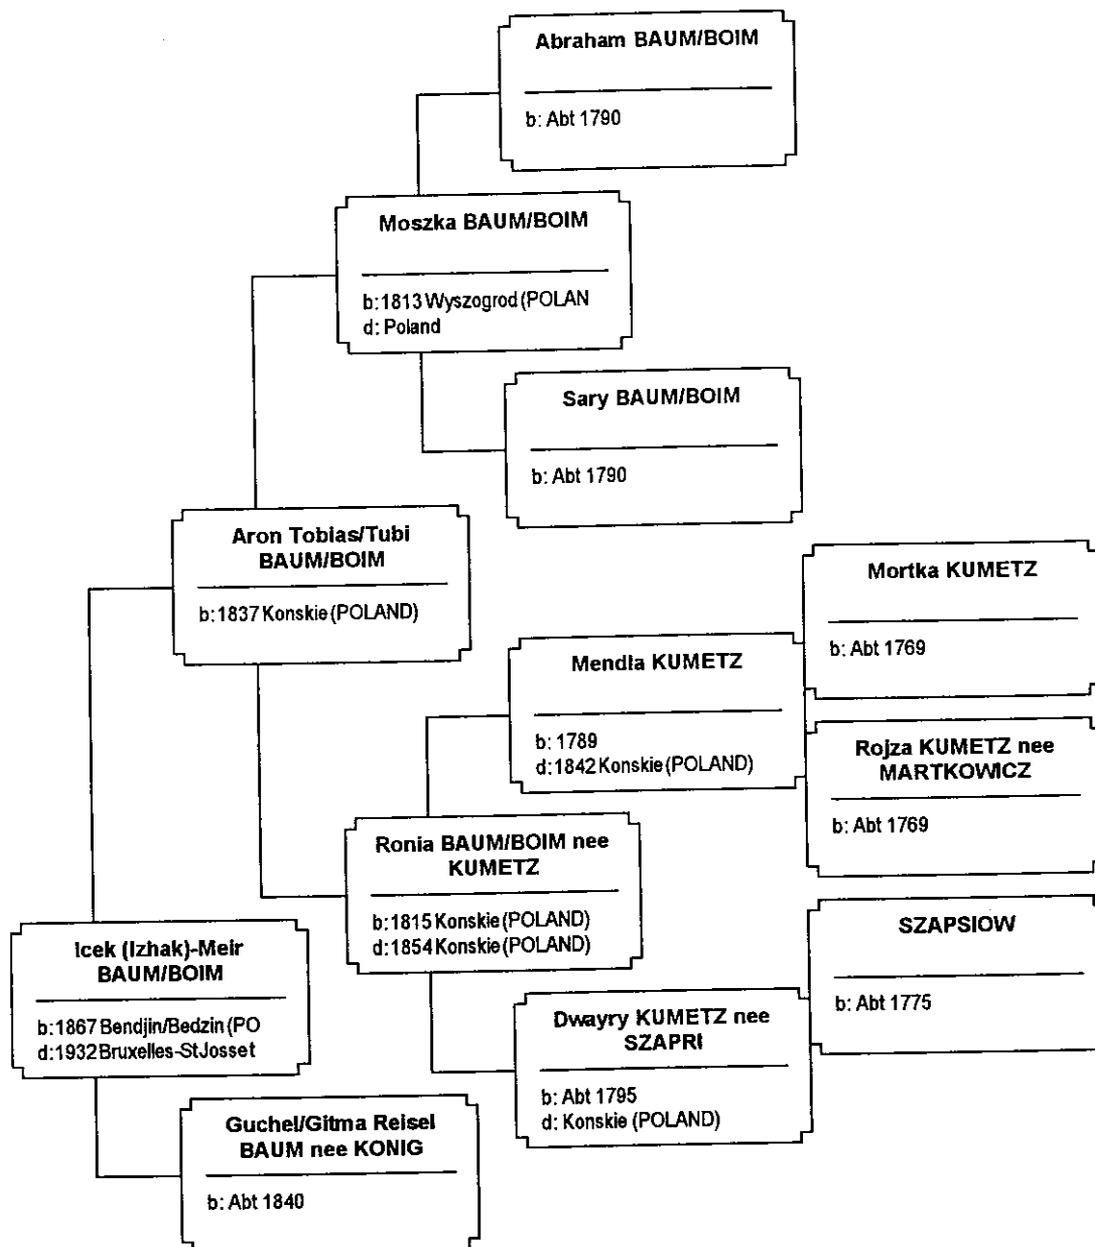 Abraham BAUM/BOIM
b: Abt 1790
Moszka BAUM/BOIM
b:1813 Wyszogrod (POLAN
d: Poland
Sary BAUM/BOIM
b: Abt 1790
Aron Tobias/Tubi
BAUM/BOIM
b:1837 Konskie (POLAND)
Mortka KUMETZ
b: Abt 1769
Mendla KUMETZ
b: 1789
d:1842 Konskie (POLAND)
Rojza KUMETZ nee
MARTKOWICZ
b: Abt 1769
Ronia BAUM/BOIM nee
KUMETZ
b:1815 Konskie (POLAND)
d:1854 Konskie (POLAND)
SZAPSIOW
b: Abt 1775
Icek (Izhak)-Meir
BAUM/BOIM
b:1867 Bendjin/Bedzin (PO
d:1932 Bruxelles-StJosset
Dwayry KUMETZ nee
SZAPRI
b: Abt 1795
d: Konskie (POLAND)
Guchel/Gitma Reisel
BAUM nee KONIG
b: Abt 1840